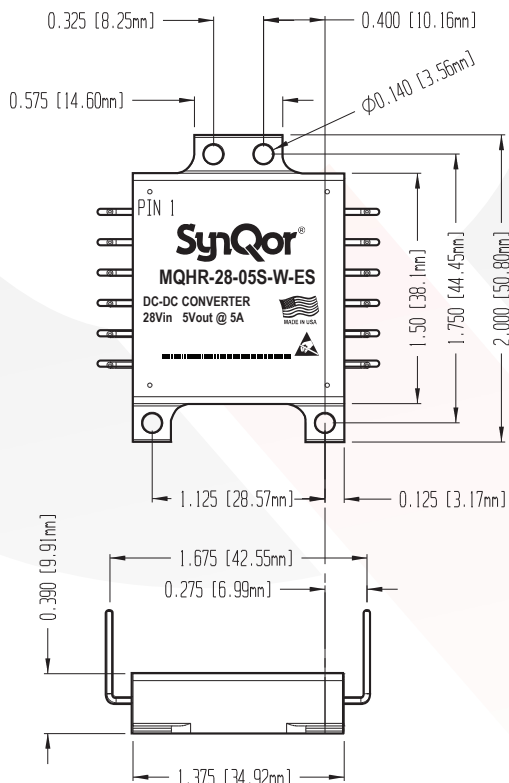 0.325 [8.25mm]
0.400 [10.16mm]
0.575 [14.60mm]
Ø0.140 [3.56mm]
PIN 1
SynQor®
MQHR-28-05S-W-ES
DC-DC CONVERTER
28Vin 5Vout @ 5A
MADE IN USA
1.50 [38.1mm]
1.750 [44.45mm]
2.000 [50.80mm]
1.125 [28.57mm]
0.125 [3.17mm]
1.675 [42.55mm]
0.275 [6.99mm]
0.390 [9.91mm]
1.375 [34.92mm]